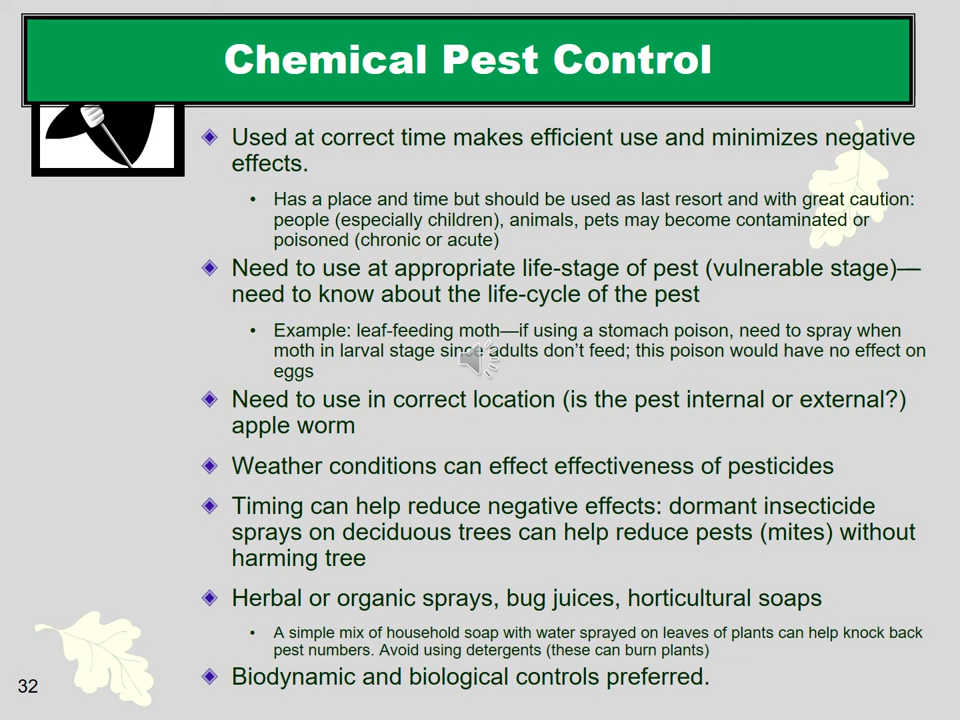 Chemical Pest Control
Used at correct time makes efficient use and minimizes negative
effects.
• Has a place and time but should be used as last resort and with great caution:
people (especially children), animals, pets may become contaminated or
poisoned (chronic or acute)
Need to use at appropriate life-stage of pest (vulnerable stage)—
need to know about the life-cycle of the pest
• Example: leaf-feeding moth—if using a stomach poison, need to spray when
moth in larval stage since adults don’t feed; this poison would have no effect on
eggs
Need to use in correct location (is the pest internal or external?)
apple worm
Weather conditions can effect effectiveness of pesticides
Timing can help reduce negative effects: dormant insecticide
sprays on deciduous trees can help reduce pests (mites) without
harming tree
Herbal or organic sprays, bug juices, horticultural soaps
• A simple mix of household soap with water sprayed on leaves of plants can help knock back
pest numbers. Avoid using detergents (these can burn plants)
Biodynamic and biological controls preferred.
32